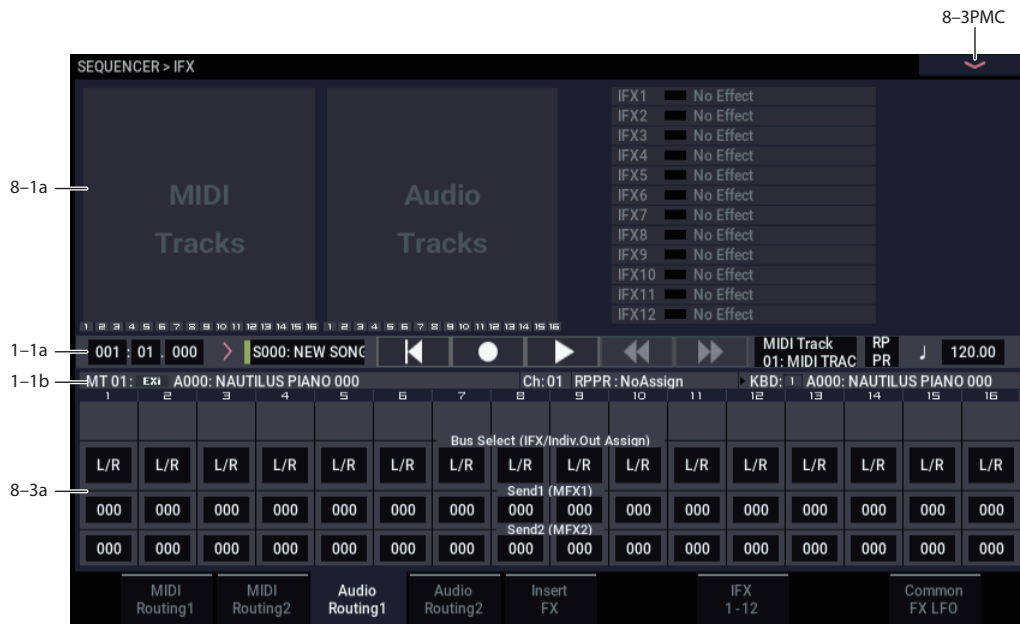 8–3PMC
SEQUENCER > IFX
MIDI
Tracks
1 2 3 4 5 6 7 8 9 10 11 12 13 14 15 16
Audio
Tracks
1 2 3 4 5 6 7 8 9 10 11 12 13 14 15 16
IFX1 No Effect
IFX2 No Effect
IFX3 No Effect
IFX4 No Effect
IFX5 No Effect
IFX6 No Effect
IFX7 No Effect
IFX8 No Effect
IFX9 No Effect
IFX10 No Effect
IFX11 No Effect
IFX12 No Effect
8–1a
1–1a
001 : 01 . 000 S000: NEW SONG
MIDI Track
01: MIDI TRAC
RP
PR
♩ 120.00
1–1b
MT 01: EXi A000: NAUTILUS PIANO 000 Ch: 01 RPPR : NoAssign KBD: 1 A000: NAUTILUS PIANO 000
1 2 3 4 5 6 7 8 9 10 11 12 13 14 15 16
Bus Select (IFX/Indiv.Out Assign)
L/R L/R L/R L/R L/R L/R L/R L/R L/R L/R L/R L/R L/R L/R L/R L/R
8–3a
Send1 (MFX1)
000 000 000 000 000 000 000 000 000 000 000 000 000 000 000 000
Send2 (MFX2)
000 000 000 000 000 000 000 000 000 000 000 000 000 000 000 000
MIDI
Routing1
MIDI
Routing2
Audio
Routing1
Audio
Routing2
Insert
FX
IFX
1 -12
Common
FX LFO